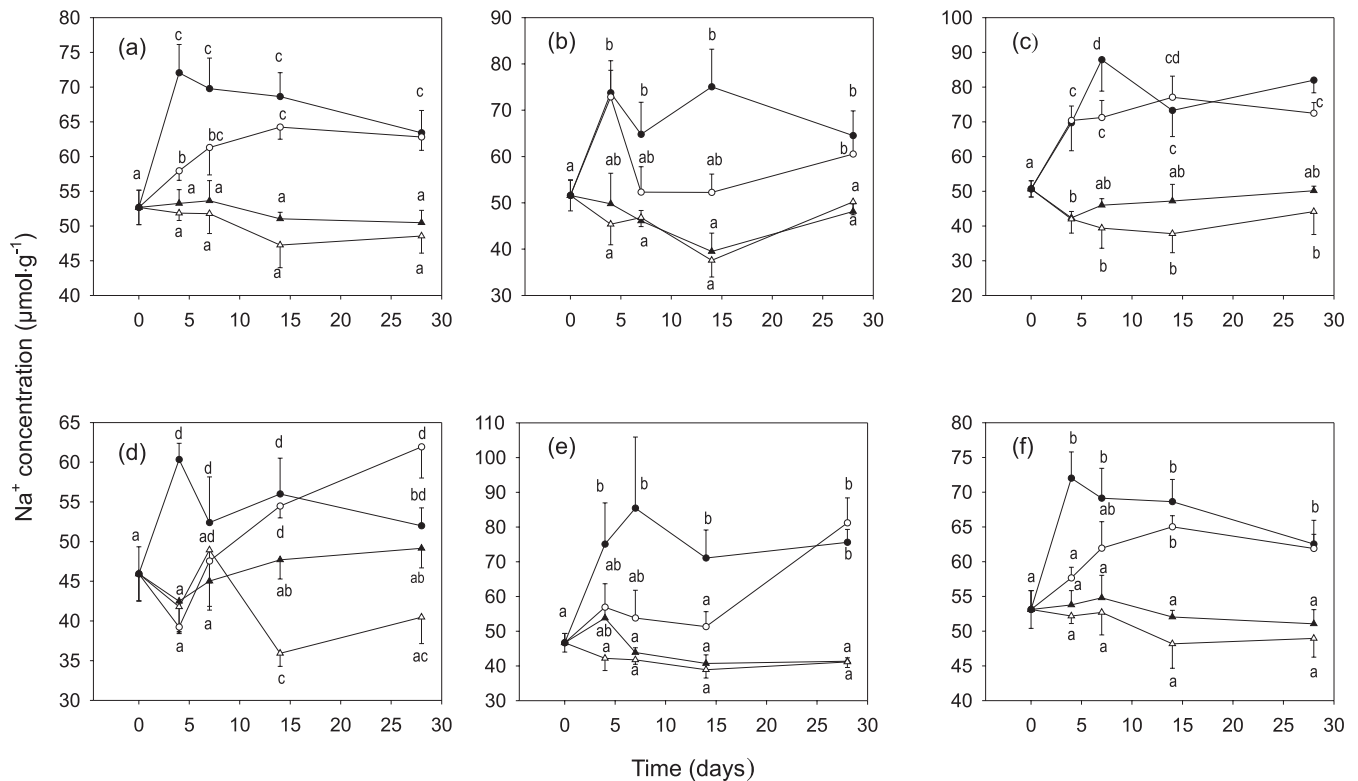 Na⁺ concentration (µmol·g⁻¹)
(a)
80
75
70
65
60
55
50
45
40
0 5 10 15 20 25 30
a
c c c c
b bc c
a a a a
a a a a
(b)
90
80
70
60
50
40
30
0 5 10 15 20 25 30
a
b b b b
ab ab ab b
a a a a
a a
(c)
100
90
80
70
60
50
40
30
20
0 5 10 15 20 25 30
a
c d cd
c c c
b ab ab ab
b b b
(d)
65
60
55
50
45
40
35
30
0 5 10 15 20 25 30
a
d d d d
ad d bd
a ab ab
a a c ac
(e)
110
100
90
80
70
60
50
40
30
0 5 10 15 20 25 30
a
b b b b
ab ab a b
ab a a a
a a a a
(f)
80
75
70
65
60
55
50
45
40
0 5 10 15 20 25 30
a
b b b b
a ab b
a a a a
a a a a
Time (days)